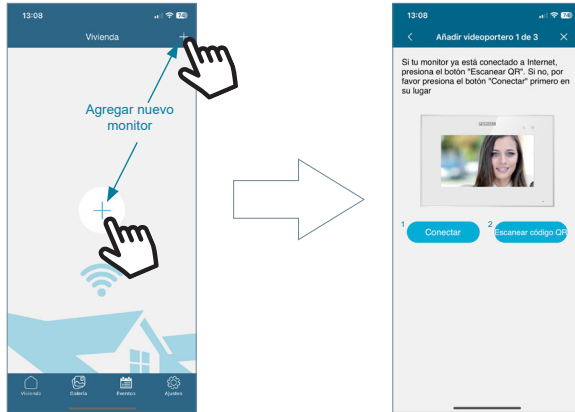 13:08
74
Vivienda
Agregar nuevo
monitor
Vivienda
Galería
Eventos
Ajustes
13:08
74
Añadir videoportero 1 de 3
Si tu monitor ya está conectado a Internet,
presiona el botón "Escanear QR". Si no, por
favor presiona el botón "Conectar" primero en
su lugar
1
Conectar
2
Escanear código QR